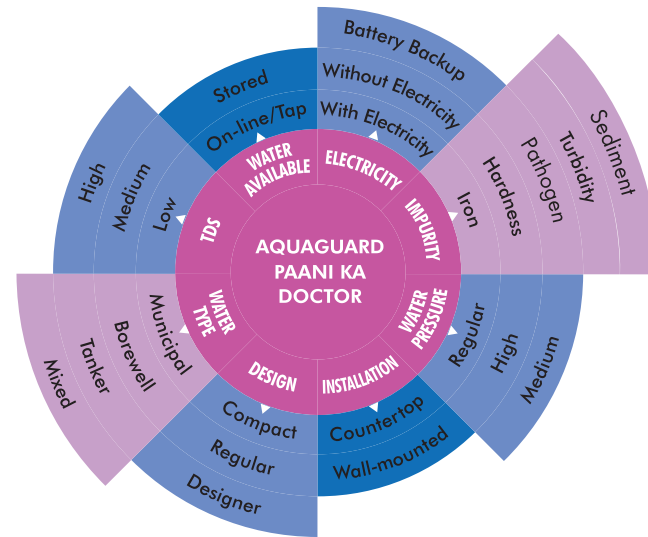 AQUAGUARD
PAANI KA
DOCTOR
ELECTRICITY
With Electricity
Without Electricity
Battery Backup
IMPURITY
Iron
Hardness
Pathogen
Turbidity
Sediment
WATER
PRESSURE
Regular
High
Medium
INSTALLATION
Countertop
Wall-mounted
DESIGN
Compact
Regular
Designer
WATER
TYPE
Municipal
Borewell
Tanker
Mixed
TDS
Low
Medium
High
WATER
AVAILABLE
On-line/Tap
Stored